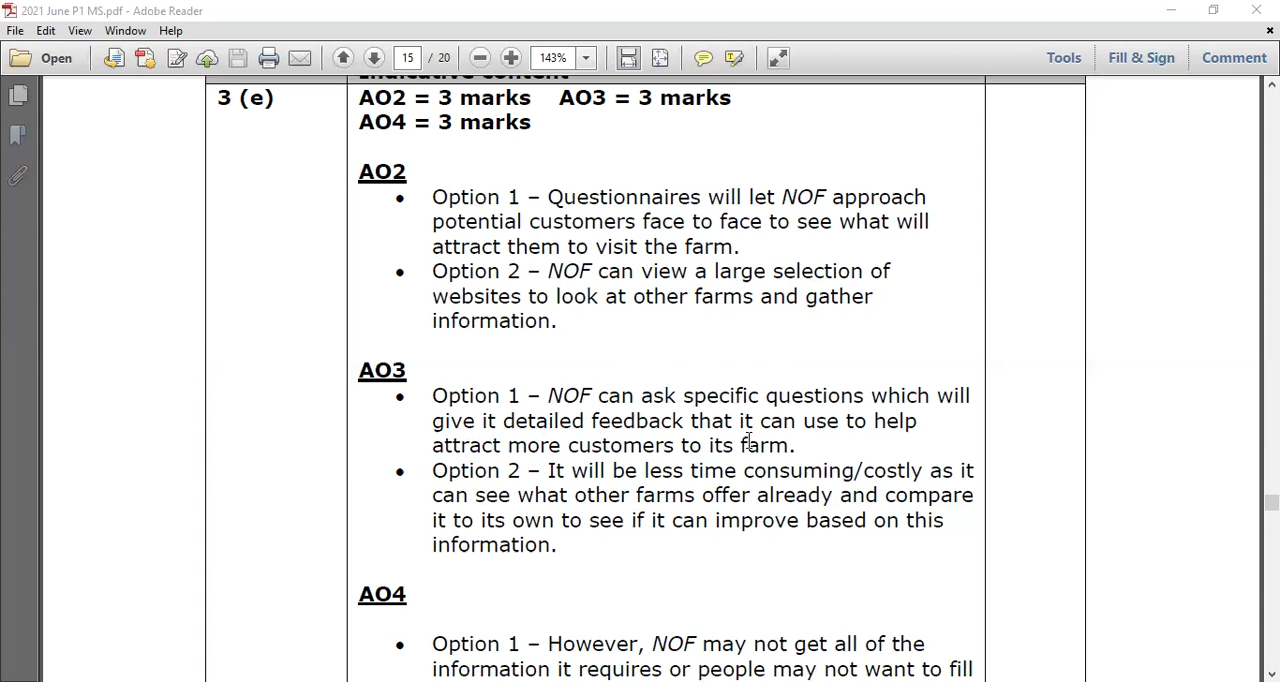 2021 June P1 MS.pdf - Adobe Reader
File Edit View Window Help
Open 15 / 20 143% Tools Fill & Sign Comment
Indicative content
3 (e) AO2 = 3 marks AO3 = 3 marks
AO4 = 3 marks
AO2
• Option 1 – Questionnaires will let NOF approach
potential customers face to face to see what will
attract them to visit the farm.
• Option 2 – NOF can view a large selection of
websites to look at other farms and gather
information.
AO3
• Option 1 – NOF can ask specific questions which will
give it detailed feedback that it can use to help
attract more customers to its farm.
• Option 2 – It will be less time consuming/costly as it
can see what other farms offer already and compare
it to its own to see if it can improve based on this
information.
AO4
• Option 1 – However, NOF may not get all of the
information it requires or people may not want to fill